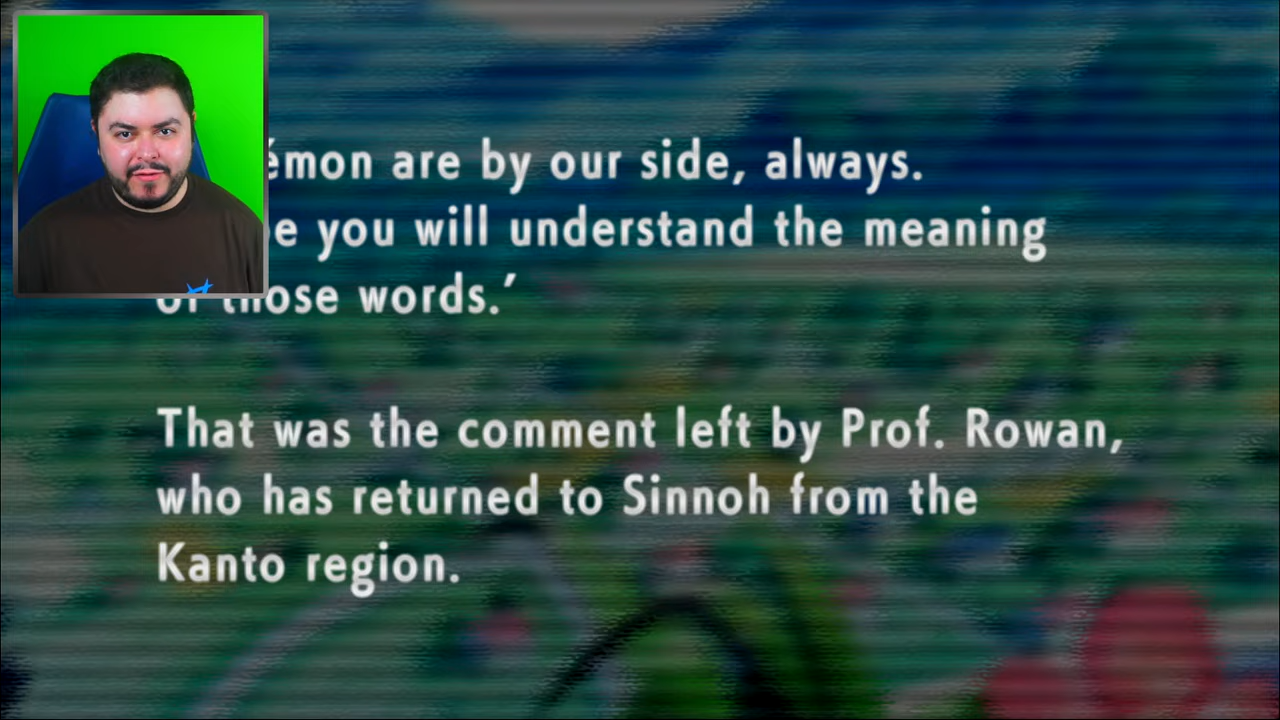 émon are by our side, always.
e you will understand the meaning
of those words.’
That was the comment left by Prof. Rowan,
who has returned to Sinnoh from the
Kanto region.